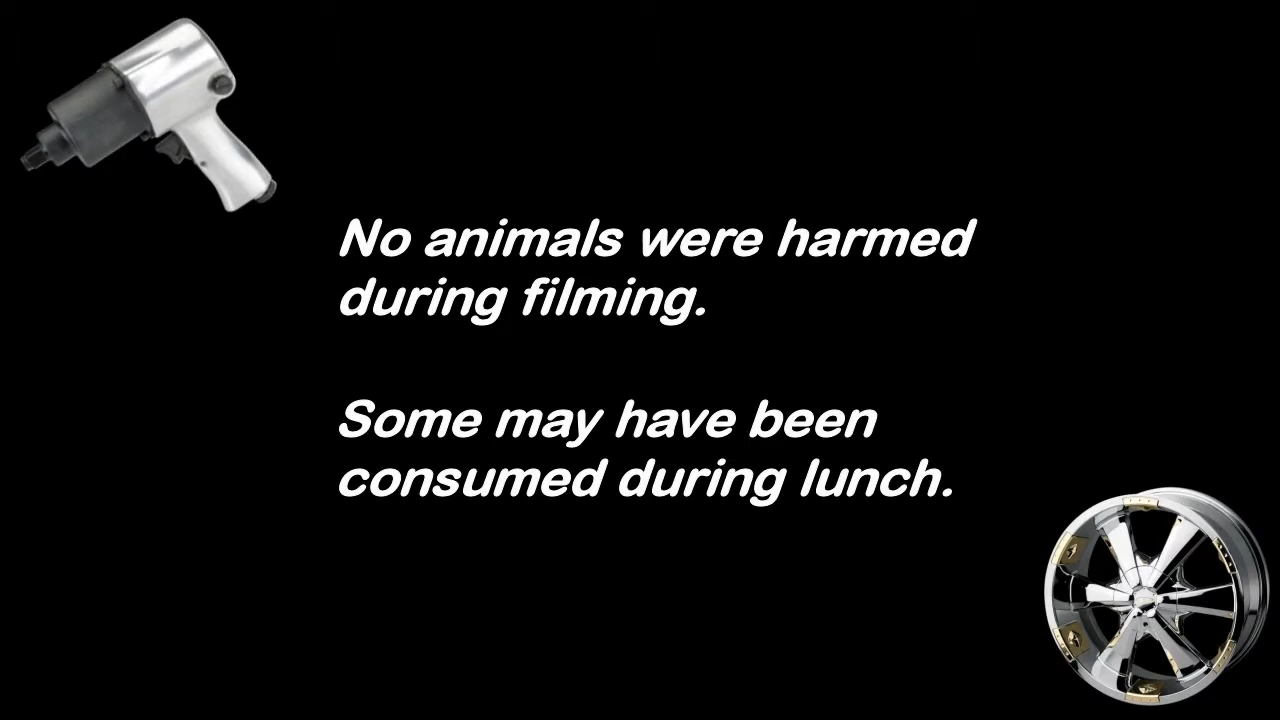 No animals were harmed
during filming.
Some may have been
consumed during lunch.